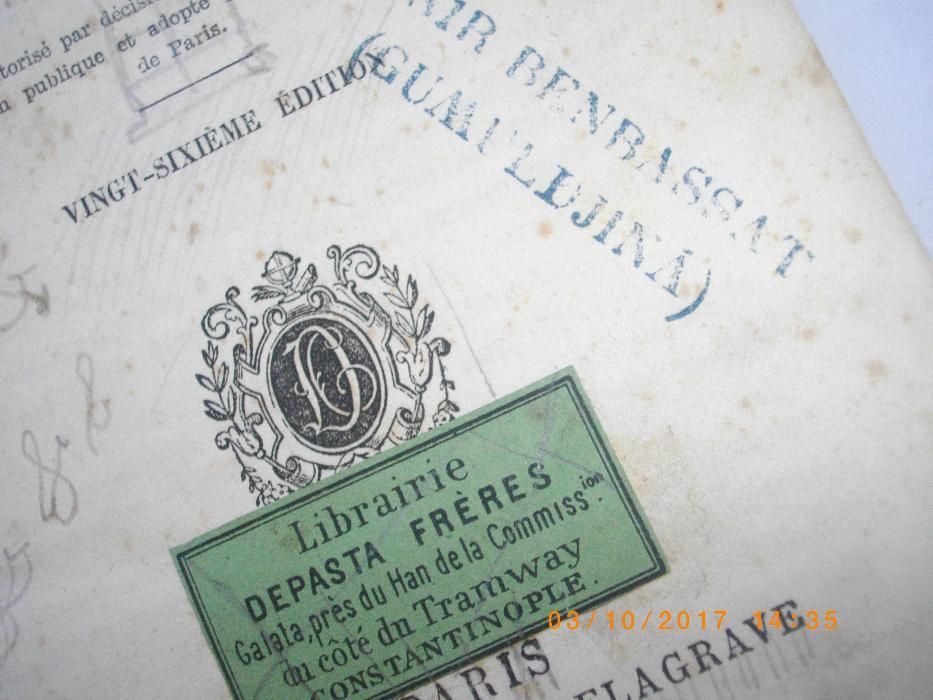 torisé par décis
n publique et adopté
de Paris.
VINGT-SIXIÈME ÉDITION
BENBASSAT
(GUMULDJINA)
Librairie
DEPASTA FRÈRES
Galata, près du Han de la Commiss^ion.
du côté du Tramway
CONSTANTINOPLE.
PARIS
ELAGRAVE
03/10/2017 14:35